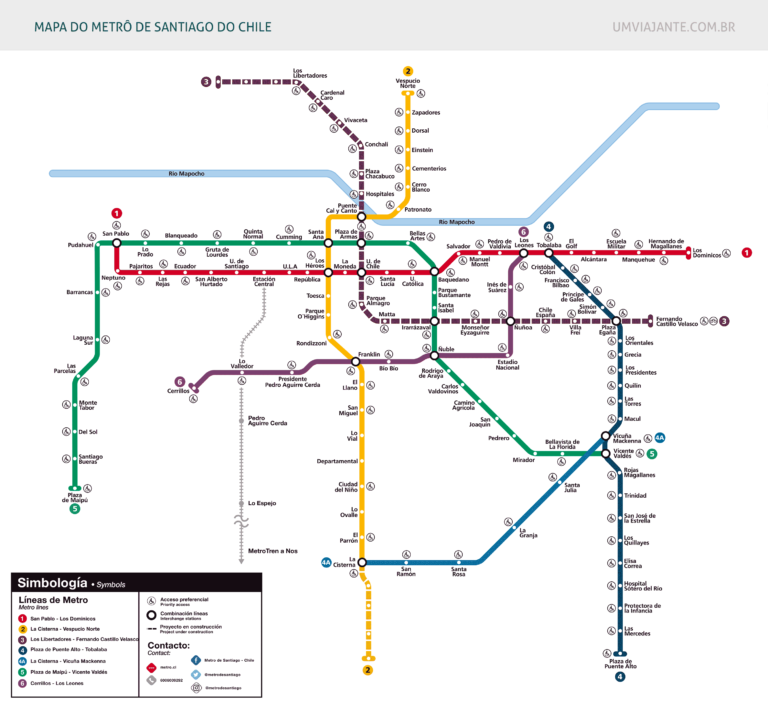 MAPA DO METRÔ DE SANTIAGO DO CHILE
UMVIAJANTE.COM.BR
3
Los
Libertadores
Cardenal
Caro
Vivaceta
Conchalí
Plaza
Chacabuco
Hospitales
2
Vespucio
Norte
Zapadores
Dorsal
Einstein
Cementerios
Cerro
Blanco
Patronato
Río Mapocho
Río Mapocho
Puente
Cal y Canto
1
San Pablo
Pudahuel
Neptuno
Lo
Prado
Blanqueado
Gruta de
Lourdes
Quinta
Normal
Cumming
Santa
Ana
Plaza de
Armas
Bellas
Artes
Pajaritos
Las
Rejas
Ecuador
San Alberto
Hurtado
U. de
Santiago
Estación
Central
U.L.A
República
Los
Héroes
La
Moneda
U. de
Chile
Santa
Lucía
U.
Católica
Baquedano
Salvador
Manuel
Montt
Pedro de
Valdivia
6
Los
Leones
4
Tobalaba
El
Golf
Alcántara
Escuela
Militar
Manquehue
Hernando de
Magallanes
Los
Dominicos
1
Barrancas
Laguna
Sur
Las
Parcelas
Monte
Tabor
Del Sol
Santiago
Bueras
Plaza
de Maipú
5
Toesca
Parque
O'Higgins
Rondizzoni
Parque
Almagro
Matta
Irarrázaval
Parque
Bustamante
Santa
Isabel
Monseñor
Eyzaguirre
Ñuñoa
Inés de
Suárez
Chile
España
Villa
Frei
Plaza
Egaña
Fernando
Castillo Velasco
3
Cristóbal
Colón
Francisco
Bilbao
Príncipe
de Gales
Simón
Bolívar
Los
Orientales
Grecia
Los
Presidentes
Quilín
Las
Torres
Macul
Vicuña
Mackenna
4A
Vicente
Valdés
5
6
Cerrillos
Lo
Valledor
Presidente
Pedro Aguirre Cerda
Franklin
Bío Bío
Ñuble
Estadio
Nacional
Rodrigo
de Araya
Carlos
Valdovinos
Camino
Agrícola
San
Joaquín
Pedrero
Mirador
Bellavista de
La Florida
Pedro
Aguirre Cerda
Lo Espejo
MetroTren a Nos
El
Llano
San
Miguel
Lo
Vial
Departamental
Ciudad
del Niño
Lo
Ovalle
El
Parrón
4A
La
Cisterna
San
Ramón
Santa
Rosa
La
Granja
Santa
Julia
Rojas
Magallanes
Trinidad
San José de
la Estrella
Los
Quillayes
Elisa
Correa
Hospital
Sótero del Río
Protectora de
la Infancia
Las
Mercedes
Plaza de
Puente Alto
4
2
Simbología • Symbols
Líneas de Metro
Metro lines
1 San Pablo - Los Dominicos
2 La Cisterna - Vespucio Norte
3 Los Libertadores - Fernando Castillo Velasco
4 Plaza de Puente Alto - Tobalaba
4A La Cisterna - Vicuña Mackenna
5 Plaza de Maipú - Vicente Valdés
6 Cerrillos - Los Leones
Acceso preferencial
Priority access
Combinación líneas
Interchange stations
Proyecto en construcción
Project under construction
Contacto:
Contact:
metro.cl
Metro de Santiago - Chile
@metrodesantiago
@metrodesantiago